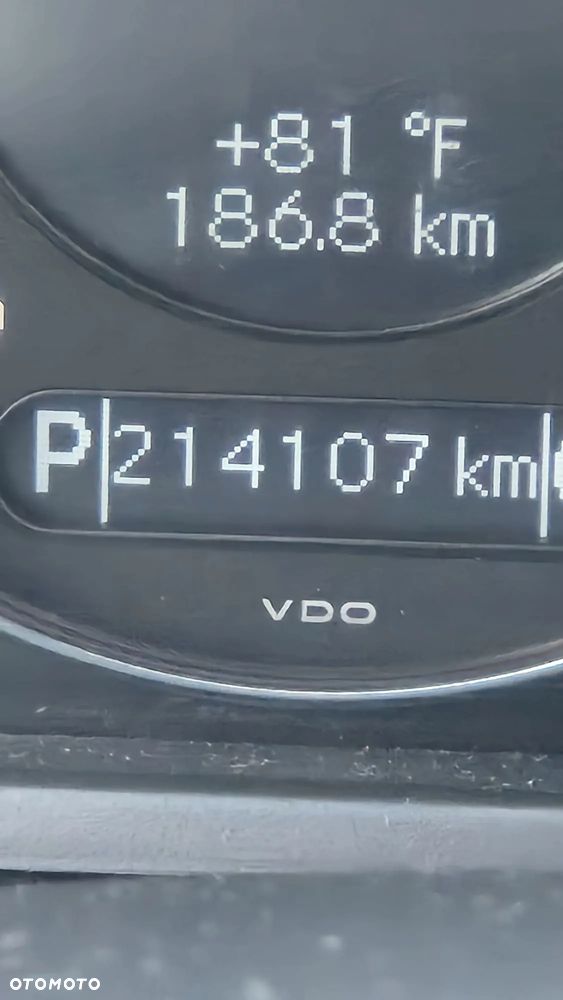 +81 °F
186.8 km
P 214107 km
VDO
OTOMOTO